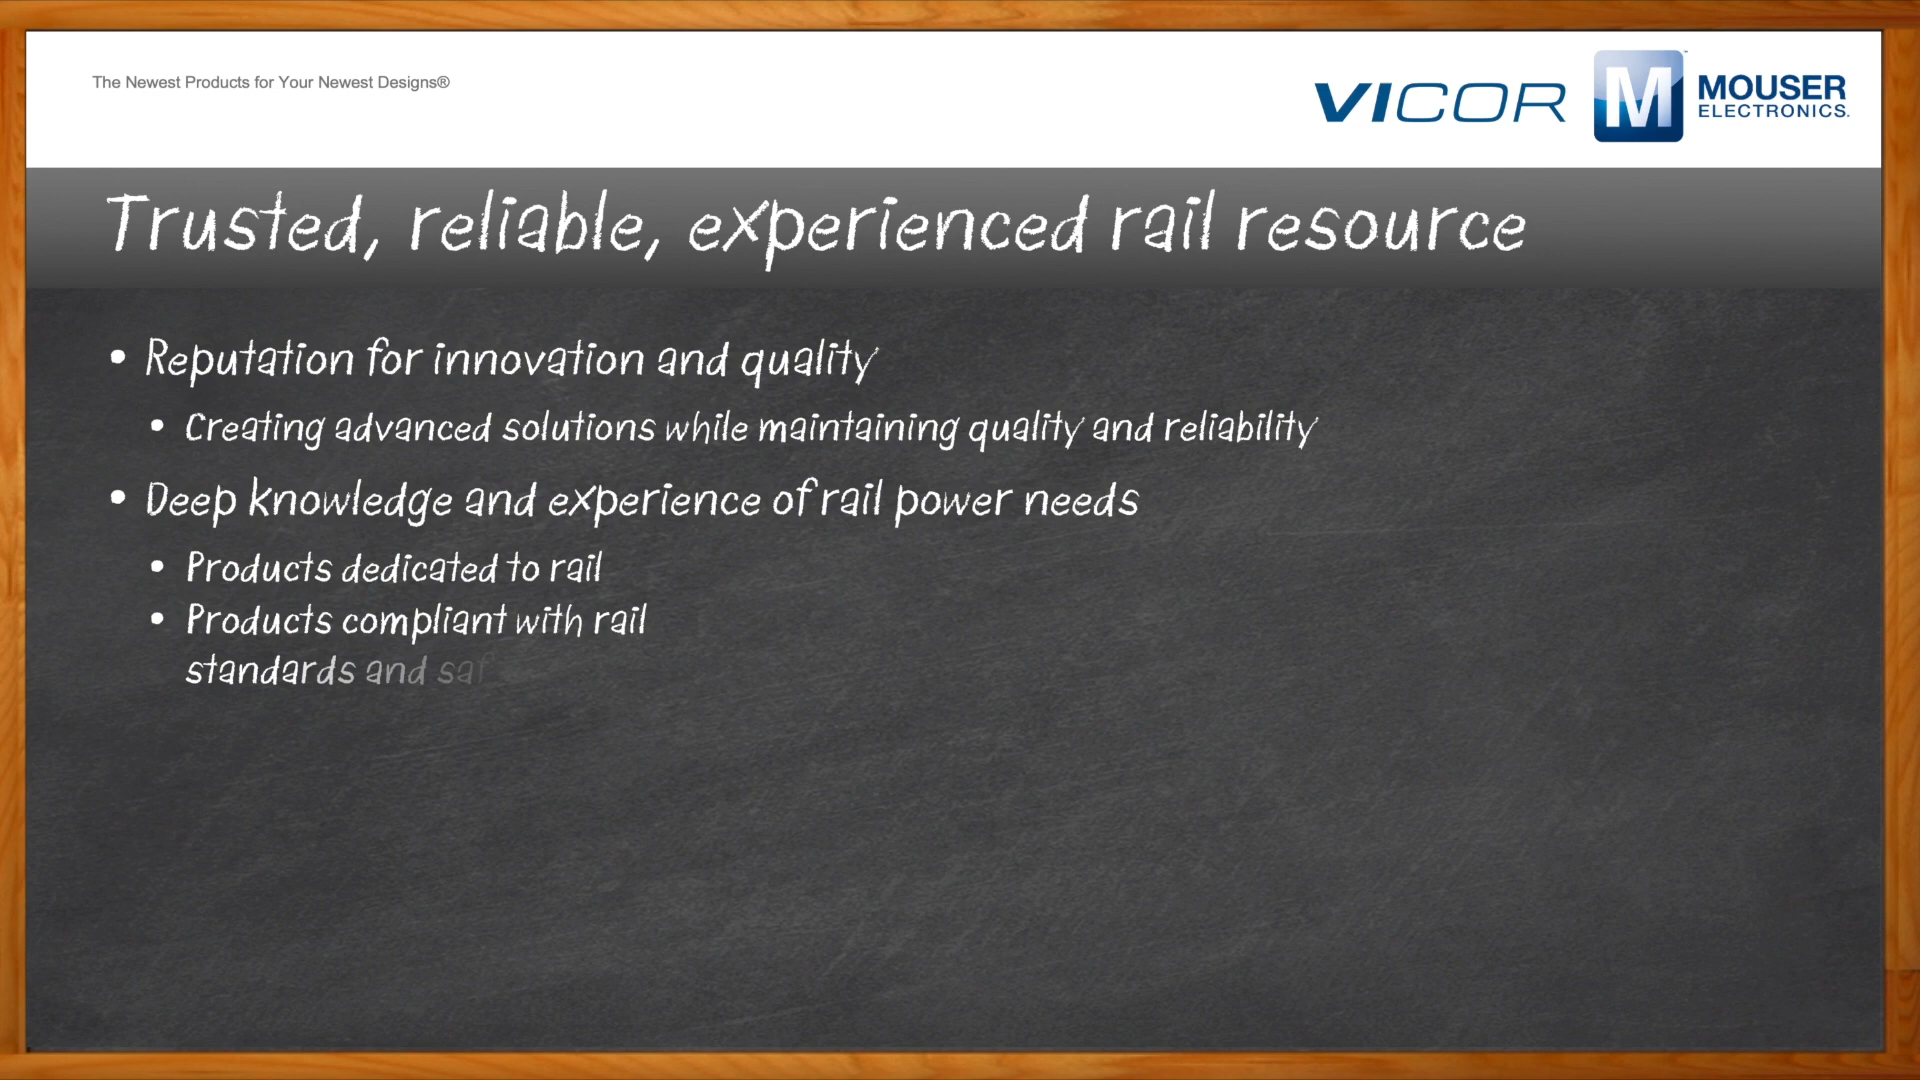 The Newest Products for Your Newest Designs®
VICOR
M
MOUSER
ELECTRONICS.
Trusted, reliable, experienced rail resource
• Reputation for innovation and quality
• Creating advanced solutions while maintaining quality and reliability
• Deep knowledge and experience of rail power needs
• Products dedicated to rail
• Products compliant with rail
standards and saf